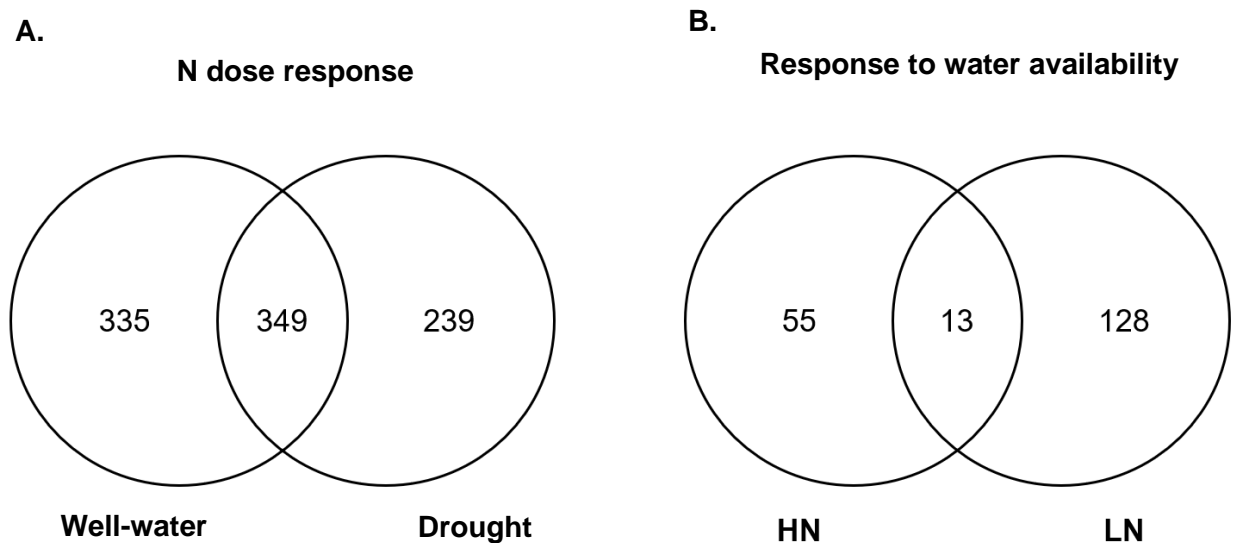 A.
N dose response
335
349
239
Well-water
Drought
B.
Response to water availability
55
13
128
HN
LN